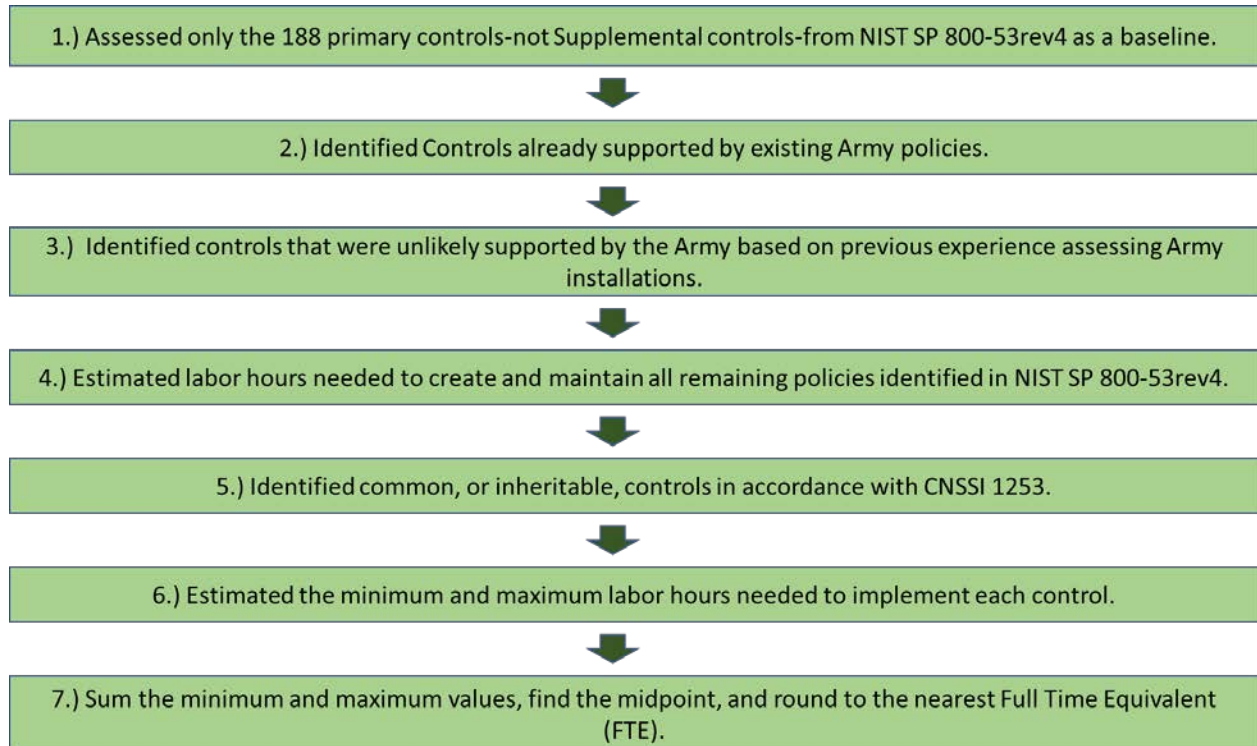 1.) Assessed only the 188 primary controls-not Supplemental controls-from NIST SP 800-53rev4 as a baseline.
2.) Identified Controls already supported by existing Army policies.
3.) Identified controls that were unlikely supported by the Army based on previous experience assessing Army
installations.
4.) Estimated labor hours needed to create and maintain all remaining policies identified in NIST SP 800-53rev4.
5.) Identified common, or inheritable, controls in accordance with CNSSI 1253.
6.) Estimated the minimum and maximum labor hours needed to implement each control.
7.) Sum the minimum and maximum values, find the midpoint, and round to the nearest Full Time Equivalent
(FTE).